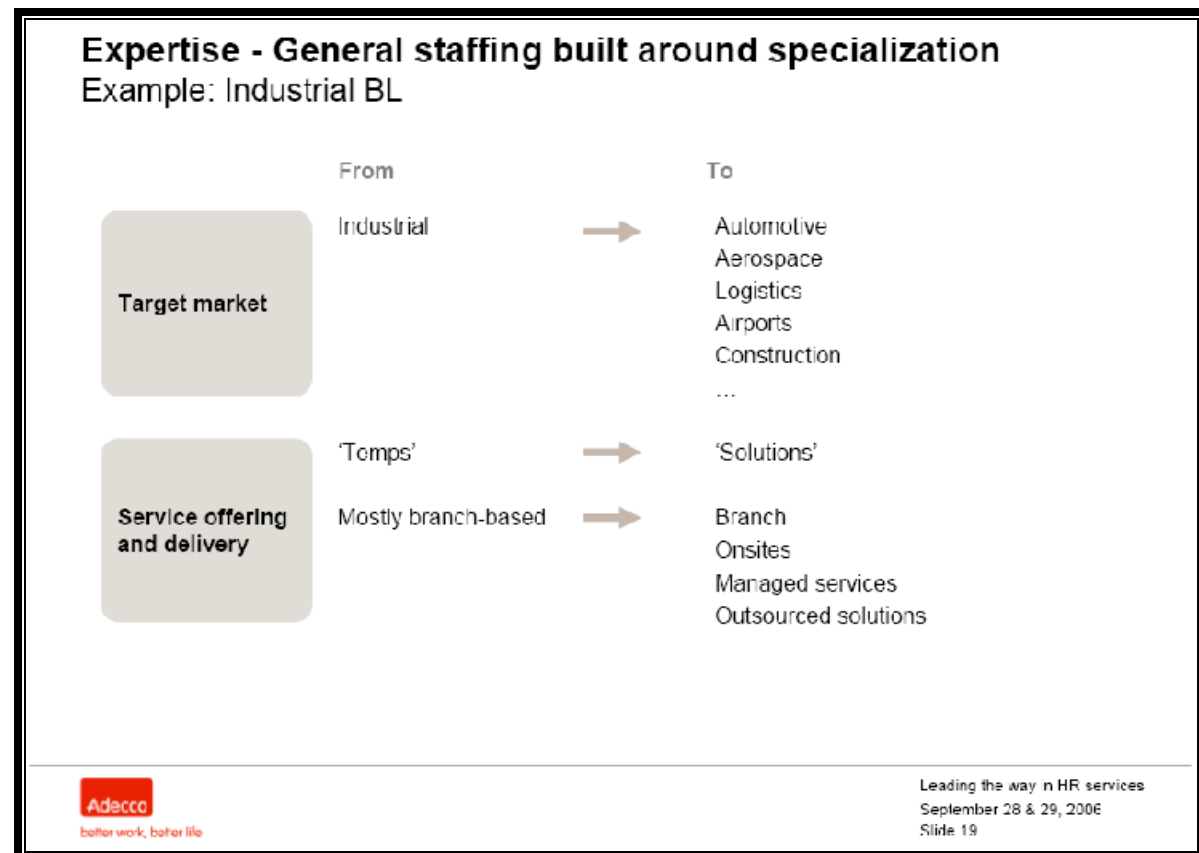 Expertise - General staffing built around specialization
Example: Industrial BL
From To
Target market
Industrial Automotive
Aerospace
Logistics
Airports
Construction
...
Service offering
and delivery
'Temps' 'Solutions'
Mostly branch-based Branch
Onsites
Managed services
Outsourced solutions
Adecco
better work, better life
Leading the way in HR services
September 28 & 29, 2006
Slide 19